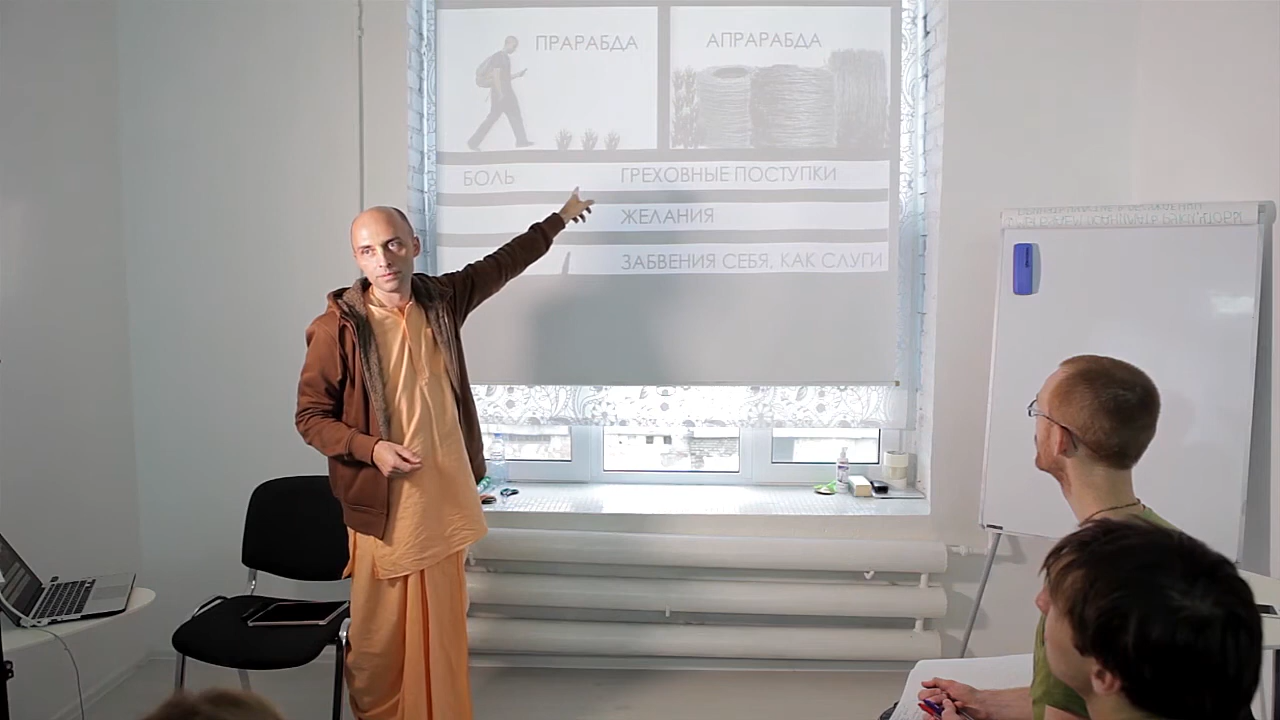 ПРАРАБДА
АПРАРАБДА
БОЛЬ
ГРЕХОВНЫЕ ПОСТУПКИ
ЖЕЛАНИЯ
ЗАБВЕНИЯ СЕБЯ, КАК СЛУГИ